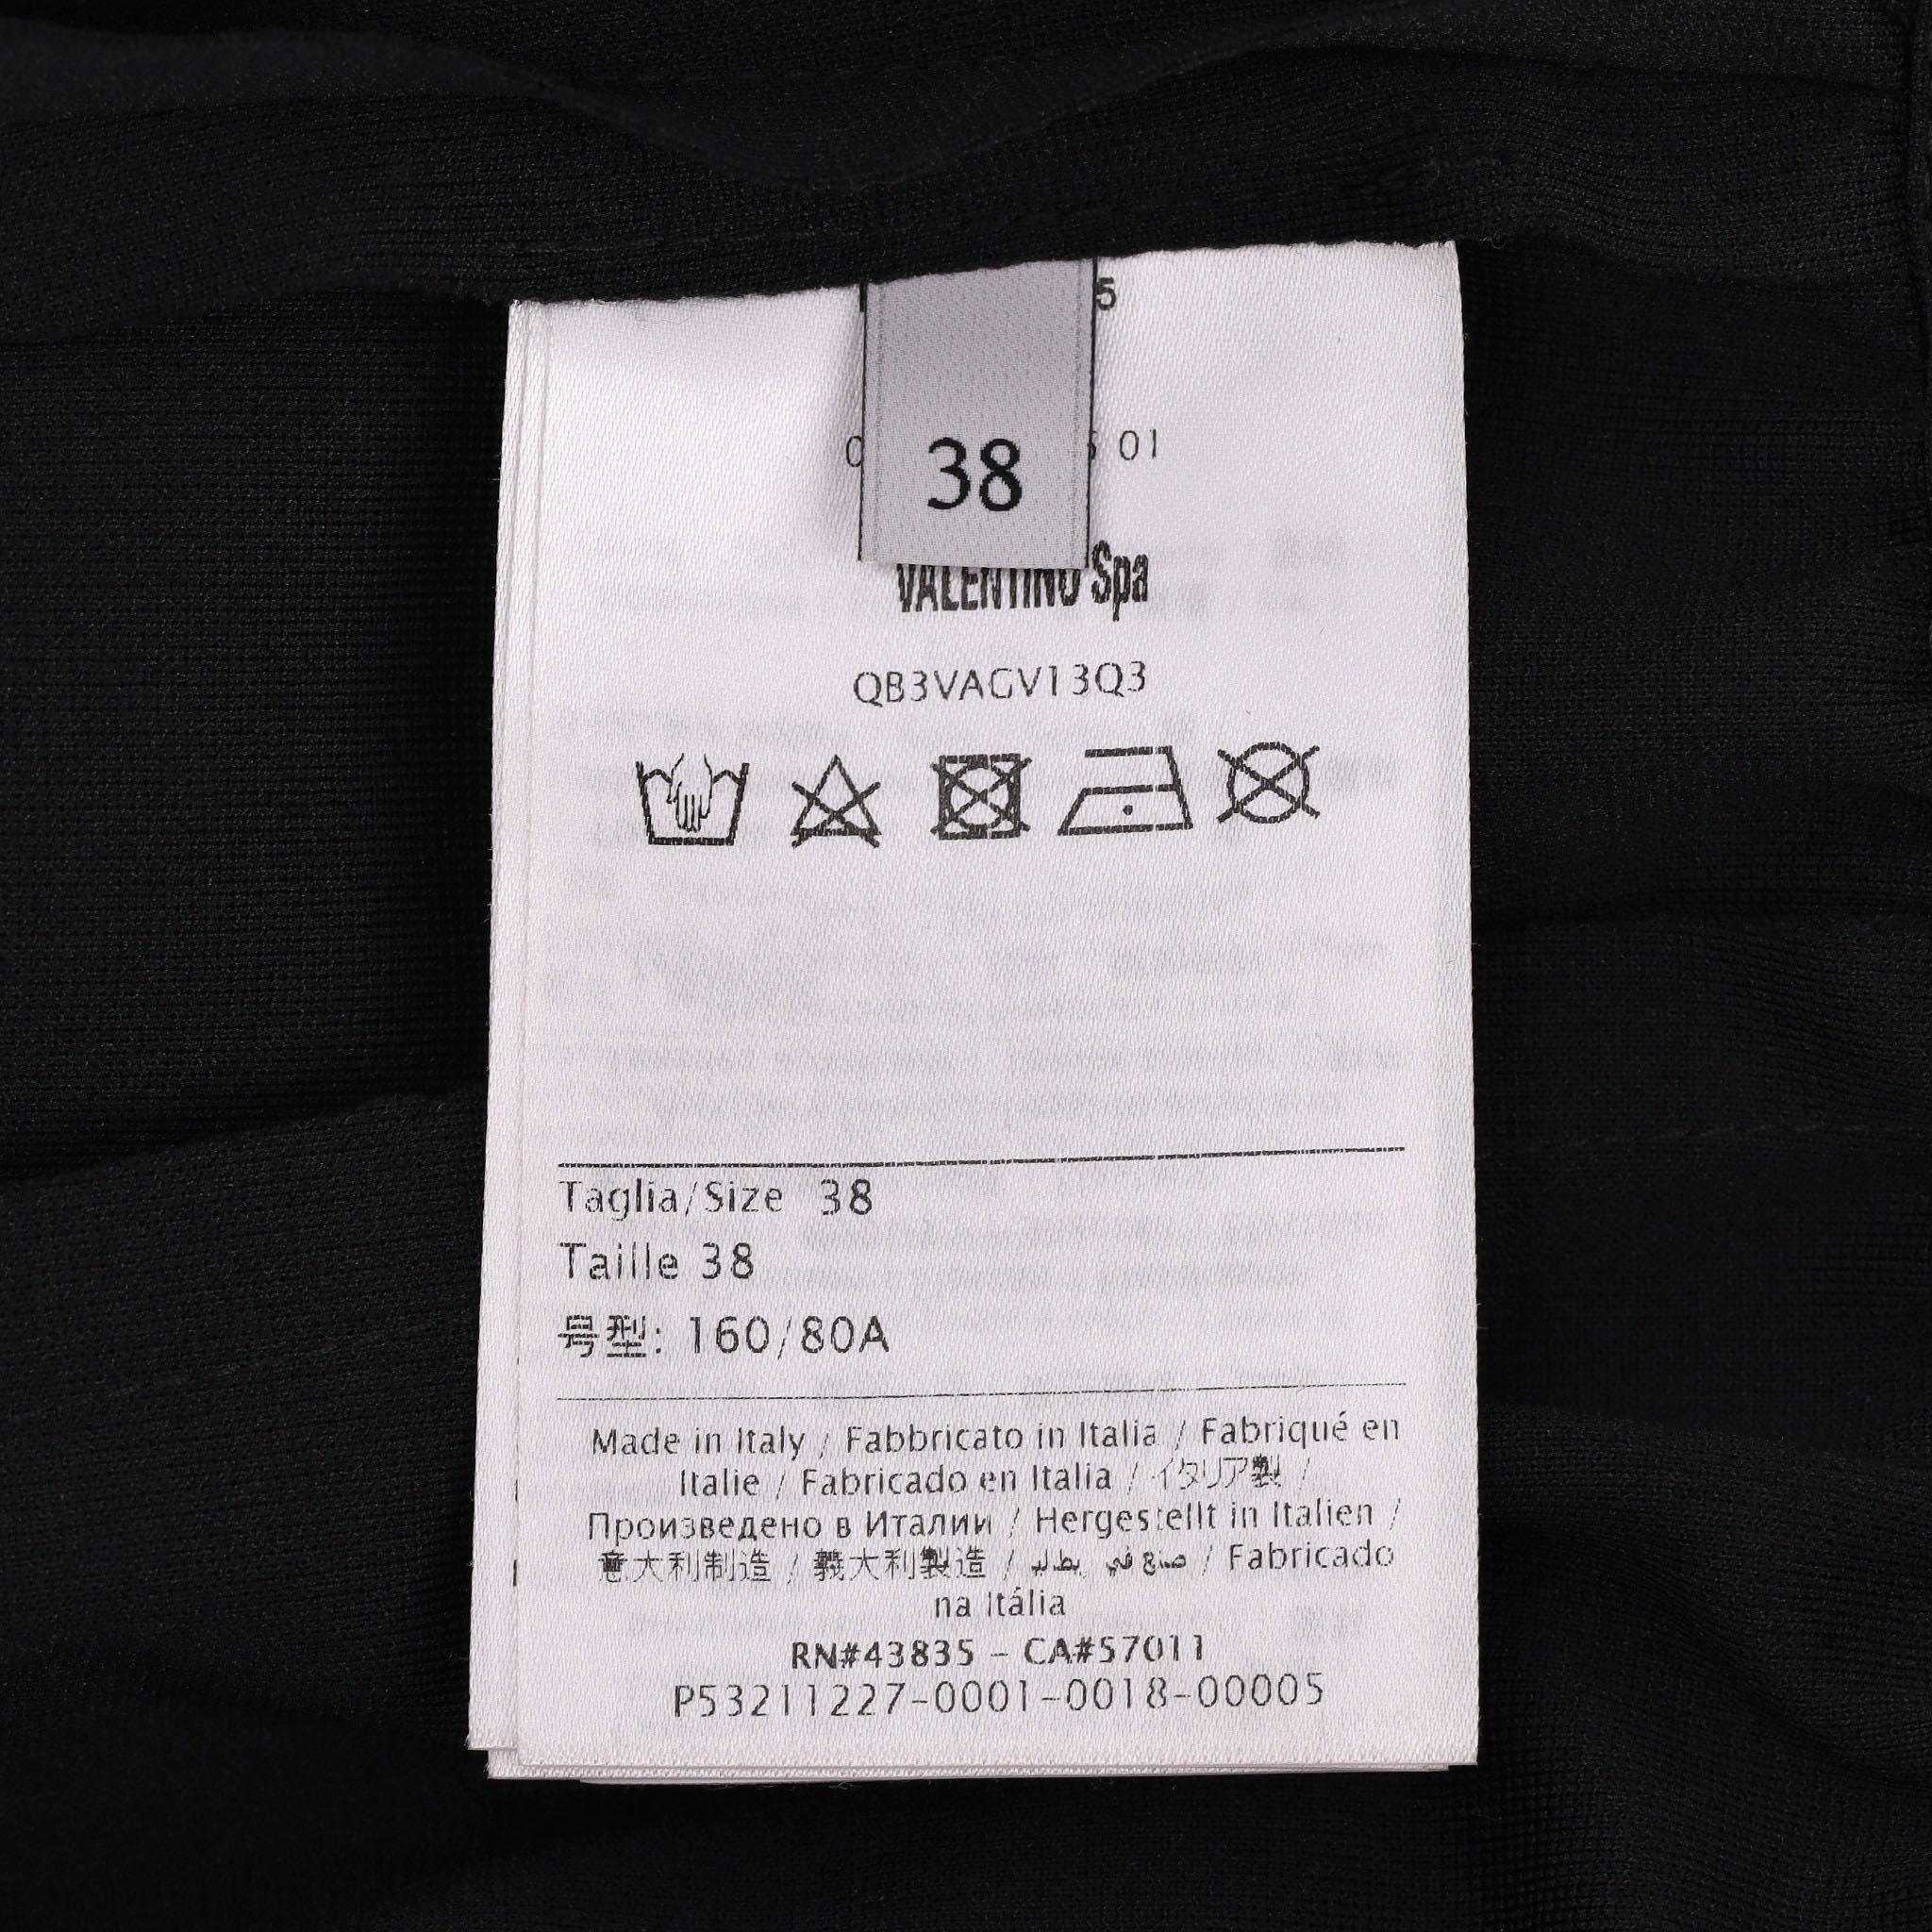 5
38
01
VALENTINO Spa
QB3VAGV13Q3
Taglia/Size 38
Taille 38
号型: 160/80A
Made in Italy / Fabbricato in Italia / Fabriqué en
Italie / Fabricado en Italia / イタリア製 /
Произведено в Италии / Hergestellt in Italien /
意大利制造 / 義大利製造 / صنع في / Fabricado
na Itália
RN#43835 – CA#57011
P53211227-0001-0018-00005